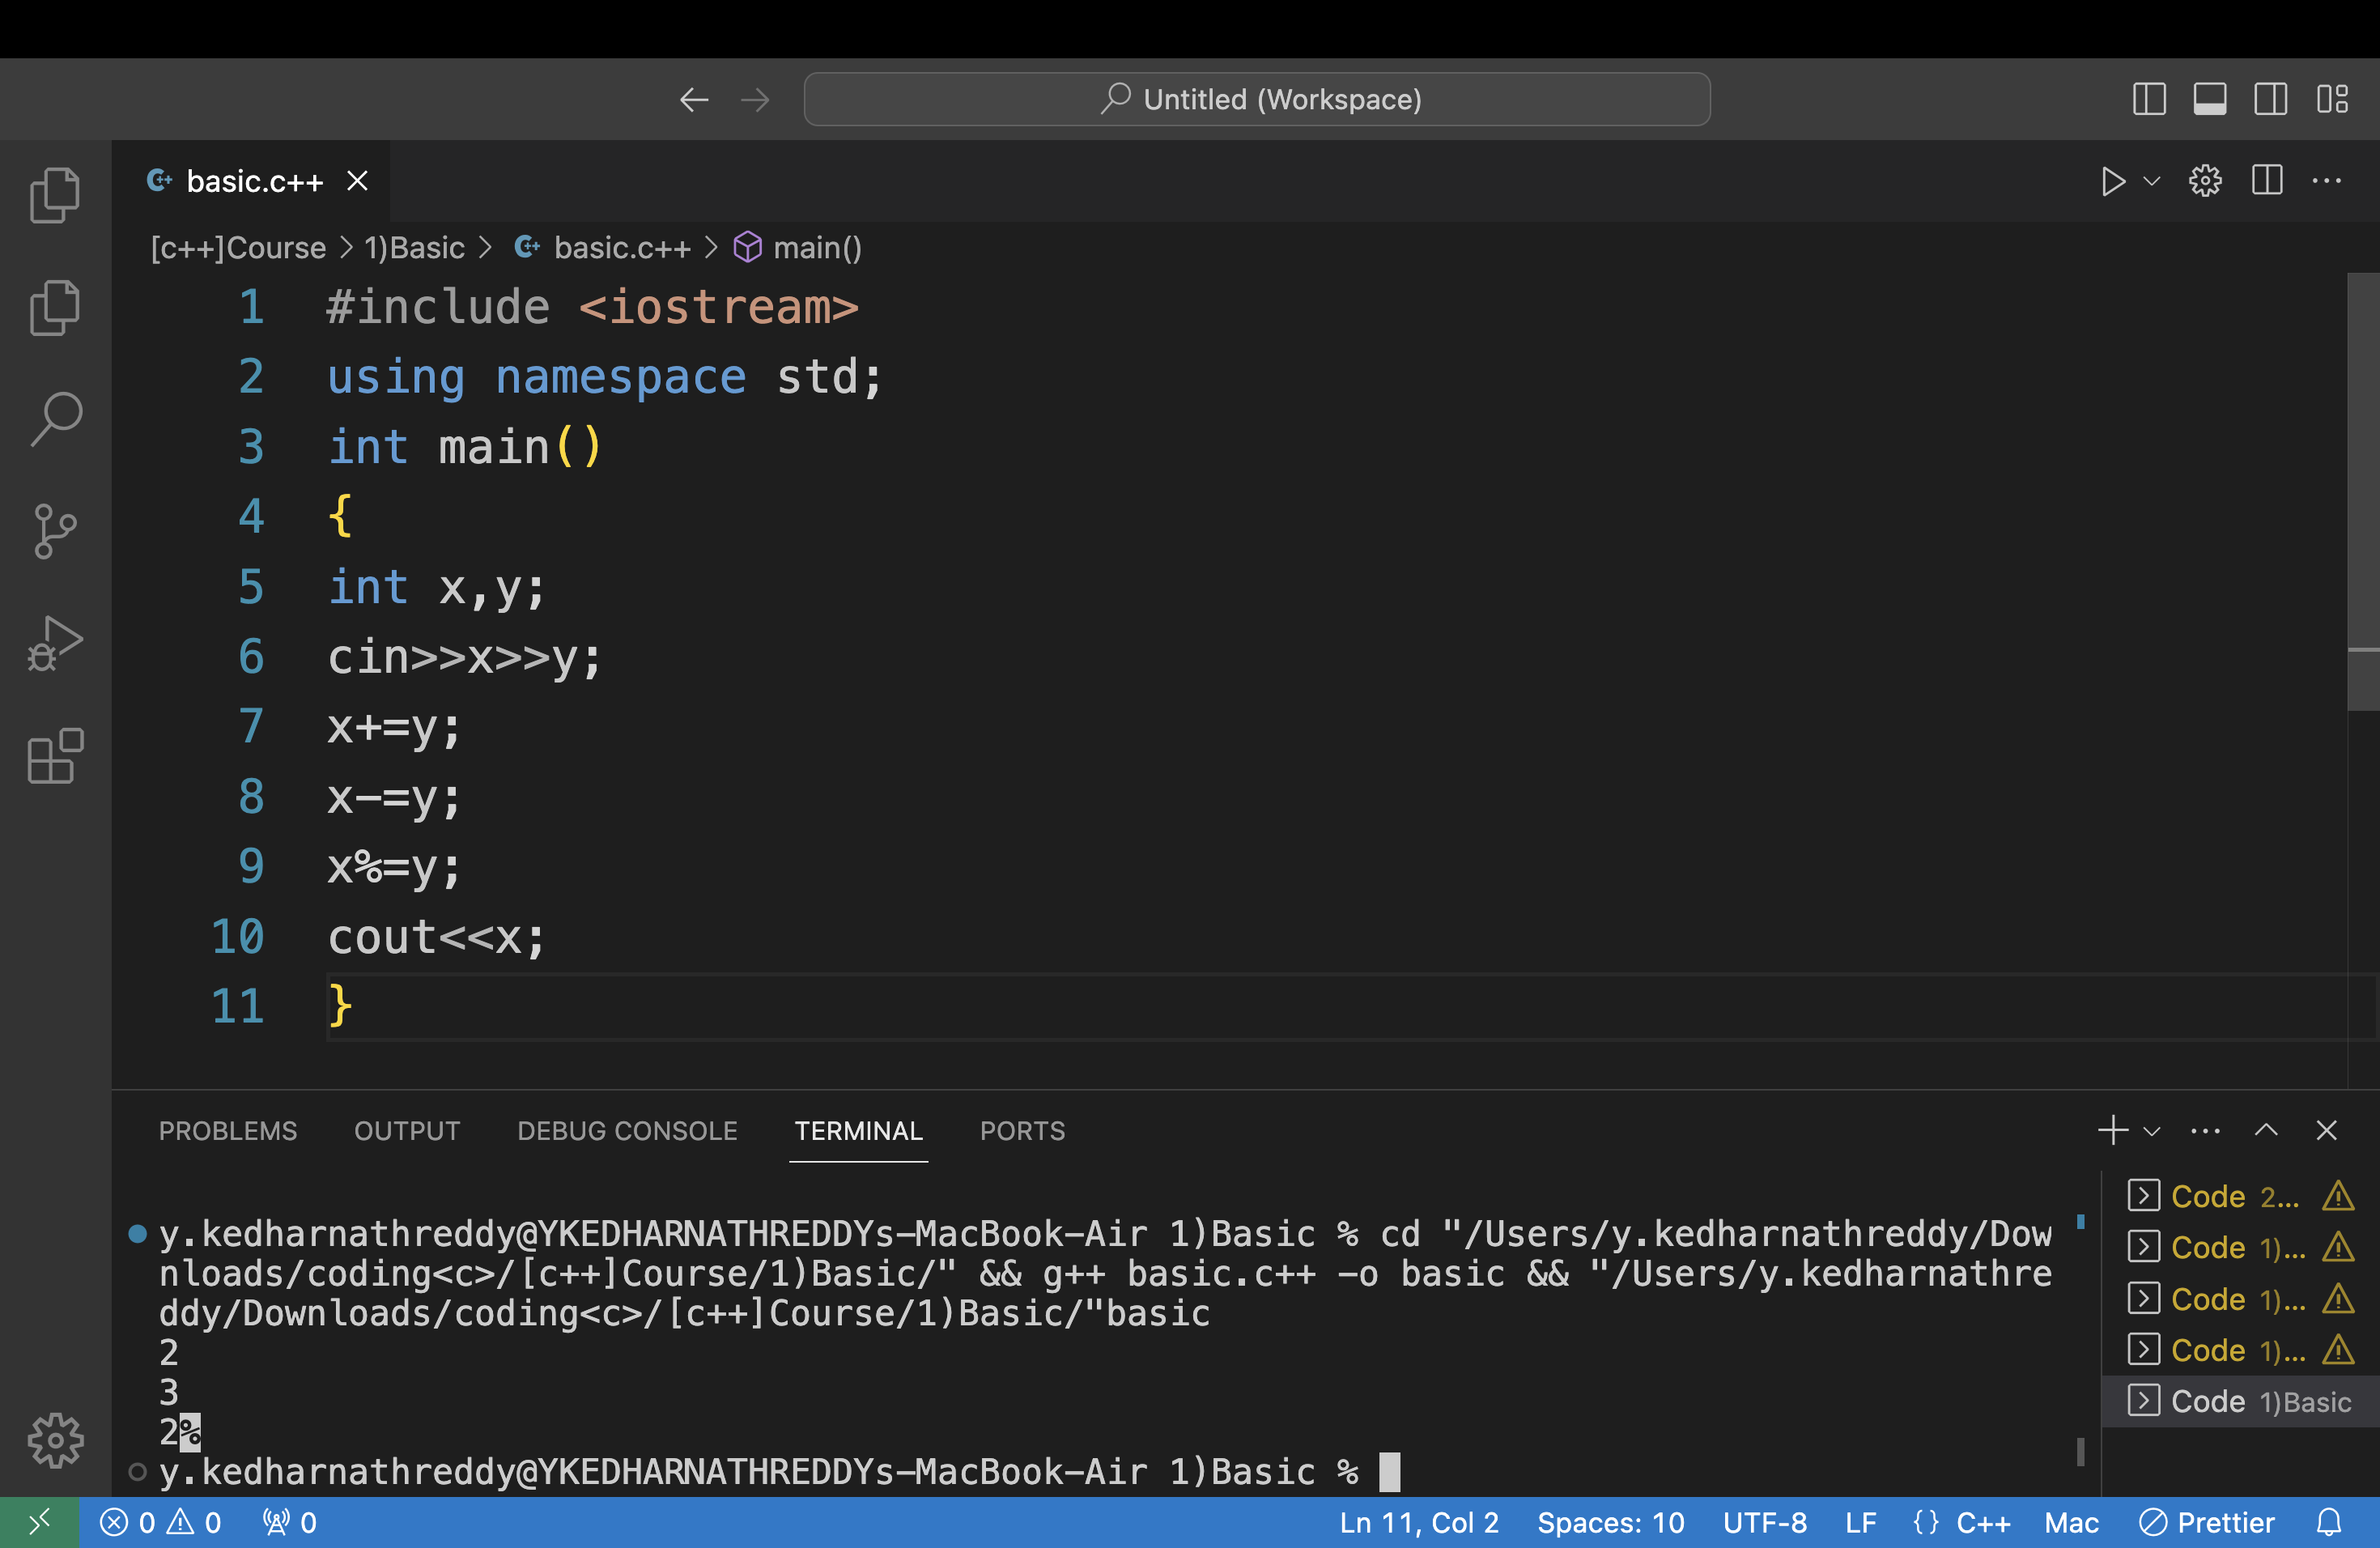 Untitled (Workspace)
basic.c++
[c++]Course > 1)Basic > basic.c++ > main()
1 #include <iostream>
2 using namespace std;
3 int main()
4 {
5 int x,y;
6 cin>>x>>y;
7 x+=y;
8 x-=y;
9 x%=y;
10 cout<<x;
11 }
PROBLEMS OUTPUT DEBUG CONSOLE TERMINAL PORTS
y.kedharnathreddy@YKEDHARNATHREDDYs-MacBook-Air 1)Basic % cd "/Users/y.kedharnathreddy/Dow
nloads/coding<c>/[c++]Course/1)Basic/" && g++ basic.c++ -o basic && "/Users/y.kedharnathre
ddy/Downloads/coding<c>/[c++]Course/1)Basic/"basic
2
3
2%
y.kedharnathreddy@YKEDHARNATHREDDYs-MacBook-Air 1)Basic %
Code 2...
Code 1)...
Code 1)...
Code 1)...
Code 1)Basic
0 0 0 Ln 11, Col 2 Spaces: 10 UTF-8 LF {} C++ Mac Prettier